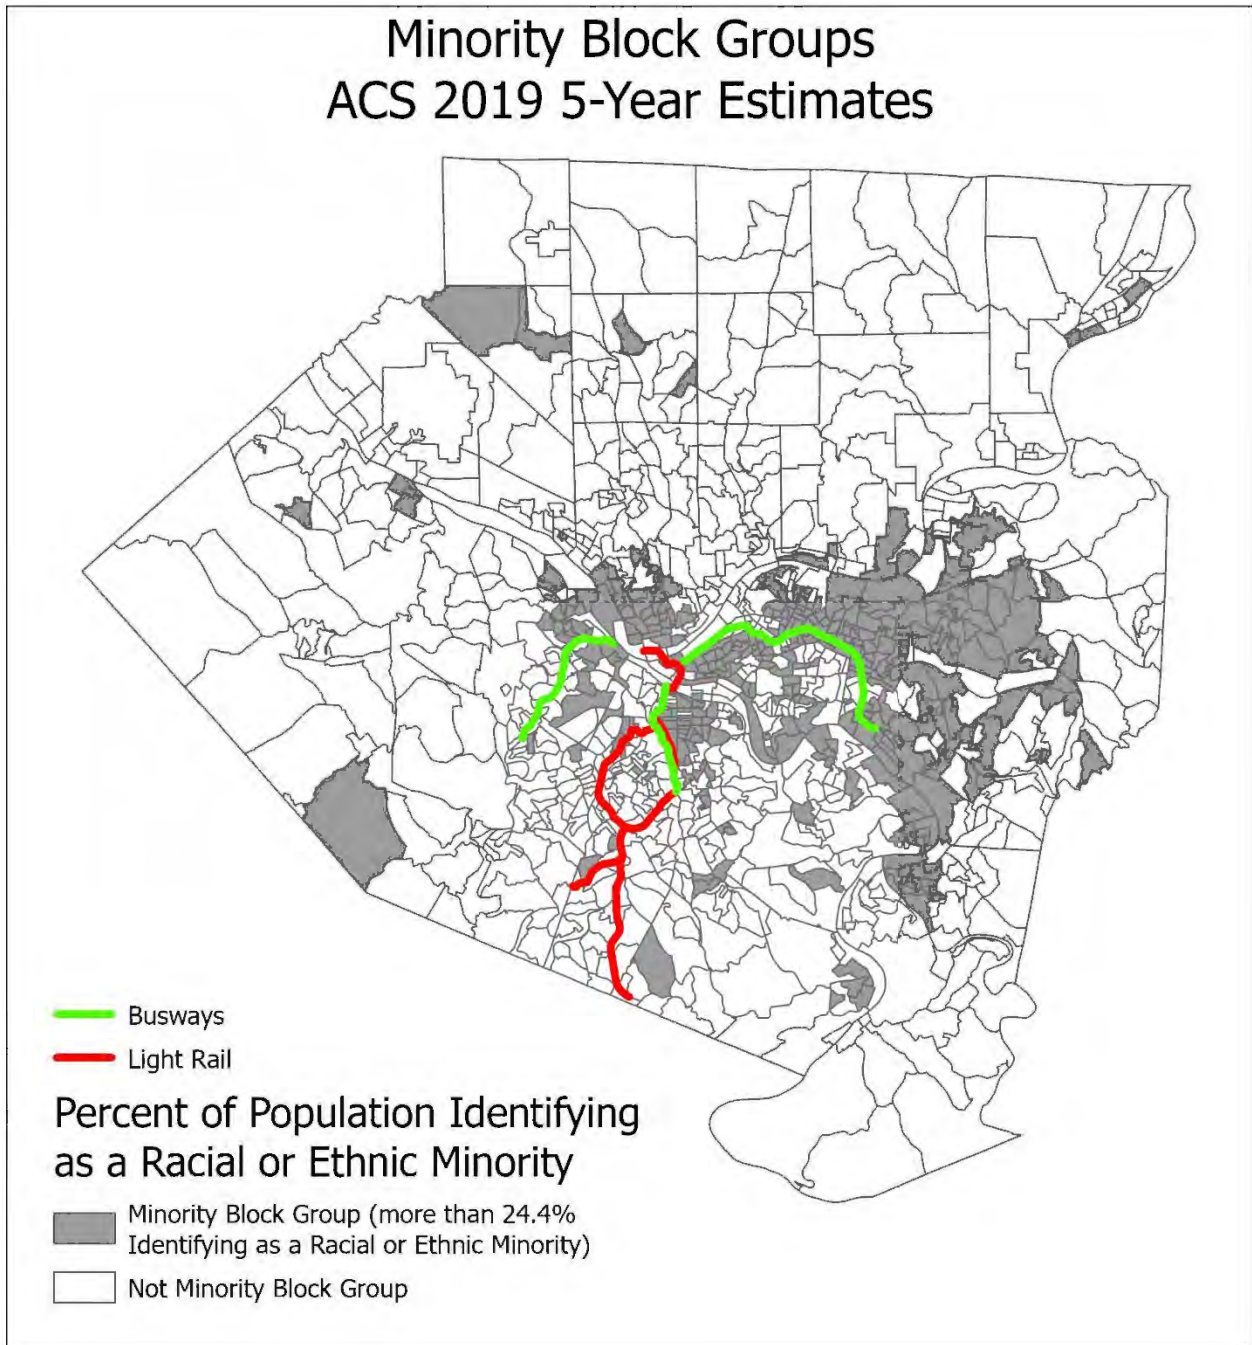 Minority Block Groups
ACS 2019 5-Year Estimates
Busways
Light Rail
Percent of Population Identifying
as a Racial or Ethnic Minority
Minority Block Group (more than 24.4%
Identifying as a Racial or Ethnic Minority)
Not Minority Block Group